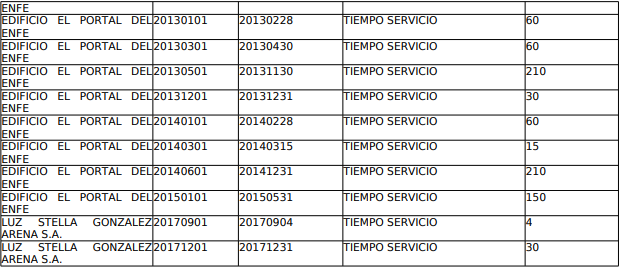 ENFE
EDIFICIO EL PORTAL DEL 20130101 20130228 TIEMPO SERVICIO 60
ENFE
EDIFICIO EL PORTAL DEL 20130301 20130430 TIEMPO SERVICIO 60
ENFE
EDIFICIO EL PORTAL DEL 20130501 20131130 TIEMPO SERVICIO 210
ENFE
EDIFICIO EL PORTAL DEL 20131201 20131231 TIEMPO SERVICIO 30
ENFE
EDIFICIO EL PORTAL DEL 20140101 20140228 TIEMPO SERVICIO 60
ENFE
EDIFICIO EL PORTAL DEL 20140301 20140315 TIEMPO SERVICIO 15
ENFE
EDIFICIO EL PORTAL DEL 20140601 20141231 TIEMPO SERVICIO 210
ENFE
EDIFICIO EL PORTAL DEL 20150101 20150531 TIEMPO SERVICIO 150
ENFE
LUZ STELLA GONZALEZ 20170901 20170904 TIEMPO SERVICIO 4
ARENA S.A.
LUZ STELLA GONZALEZ 20171201 20171231 TIEMPO SERVICIO 30
ARENA S.A.